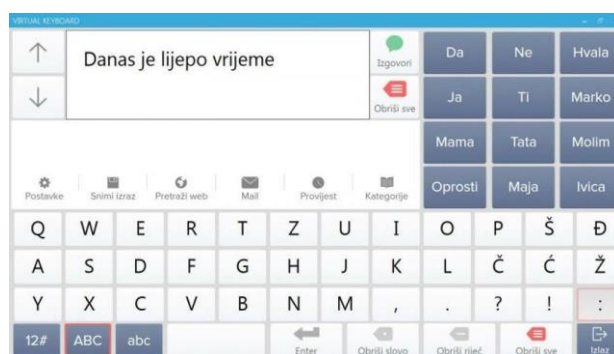 VIRTUAL KEYBOARD
Danas je lijepo vrijeme
Izgovori
Obriši sve
Da Ne Hvala
Ja Ti Marko
Mama Tata Molim
Oprosti Maja Ivica
Postavke Snimi izraz Pretraži web Mail Provijest Kategorije
Q W E R T Z U I O P Š Đ
A S D F G H J K L Č Ć Ž
Y X C V B N M , . ? ! :
12# ABC abc Enter Obriši slovo Obriši riječ Obriši sve Izlaz